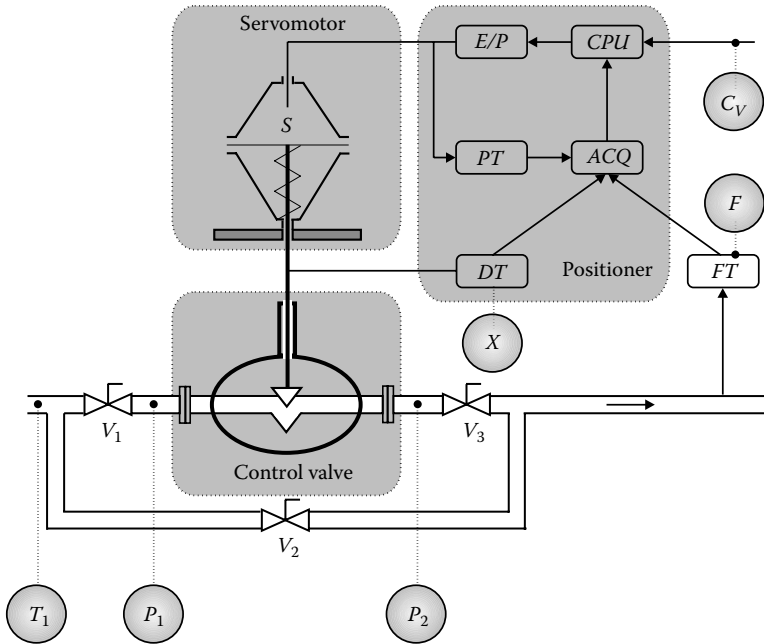 Servomotor
E/P
CPU
C_V
S
PT
ACQ
F
DT
Positioner
FT
X
V_1
V_3
Control valve
V_2
T_1
P_1
P_2